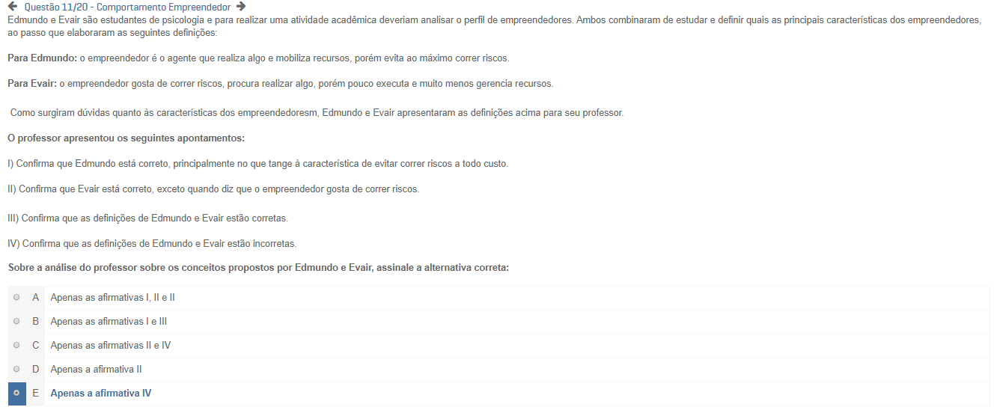 Questão 11/20 - Comportamento Empreendedor
Edmundo e Evair são estudantes de psicologia e para realizar uma atividade acadêmica deveriam analisar o perfil de empreendedores. Ambos combinaram de estudar e definir quais as principais características dos empreendedores,
ao passo que elaboraram as seguintes definições:
Para Edmundo: o empreendedor é o agente que realiza algo e mobiliza recursos, porém evita ao máximo correr riscos.
Para Evair: o empreendedor gosta de correr riscos, procura realizar algo, porém pouco executa e muito menos gerencia recursos.
Como surgiram dúvidas quanto às características dos empreendedoresm, Edmundo e Evair apresentaram as definições acima para seu professor.
O professor apresentou os seguintes apontamentos:
I) Confirma que Edmundo está correto, principalmente no que tange à característica de evitar correr riscos a todo custo.
II) Confirma que Evair está correto, exceto quando diz que o empreendedor gosta de correr riscos.
III) Confirma que as definições de Edmundo e Evair estão corretas.
IV) Confirma que as definições de Edmundo e Evair estão incorretas.
Sobre a análise do professor sobre os conceitos propostos por Edmundo e Evair, assinale a alternativa correta:
A Apenas as afirmativas I, II e II
B Apenas as afirmativas I e III
C Apenas as afirmativas II e IV
D Apenas a afirmativa II
E Apenas a afirmativa IV